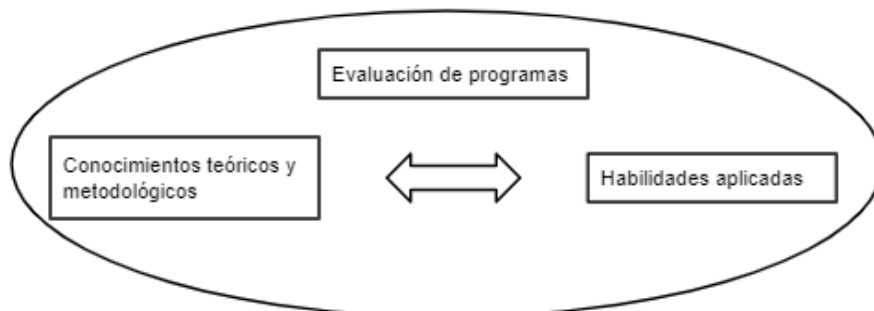 Evaluación de programas
Conocimientos teóricos y
metodológicos
Habilidades aplicadas